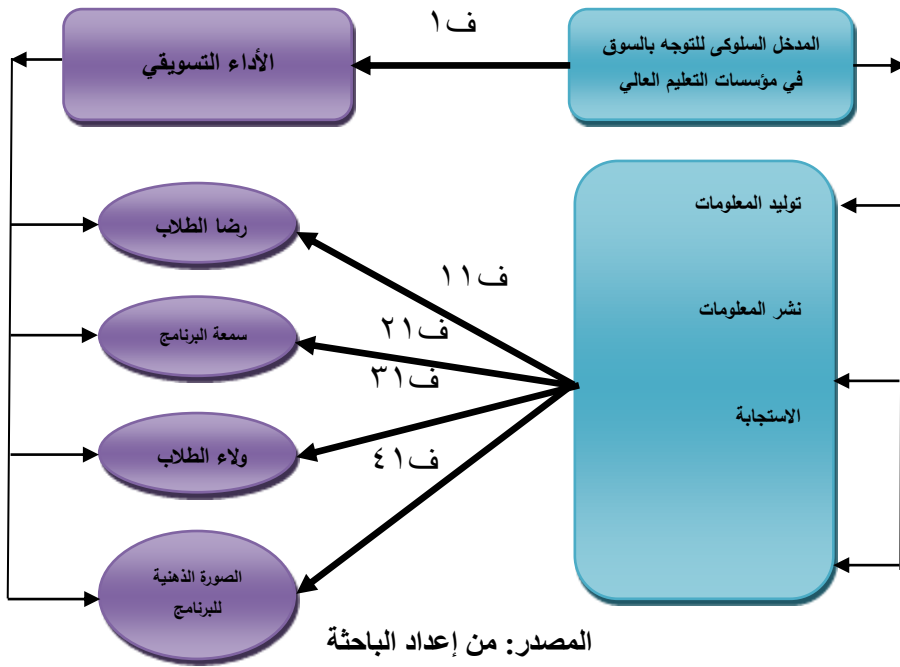 ف١
المدخل السلوكى للتوجه بالسوق
في مؤسسات التعليم العالي
الأداء التسويقي
توليد المعلومات
نشر المعلومات
الاستجابة
ف١١
ف٢١
ف٣١
ف٤١
رضا الطلاب
سمعة البرنامج
ولاء الطلاب
الصورة الذهنية
للبرنامج
المصدر: من إعداد الباحثة